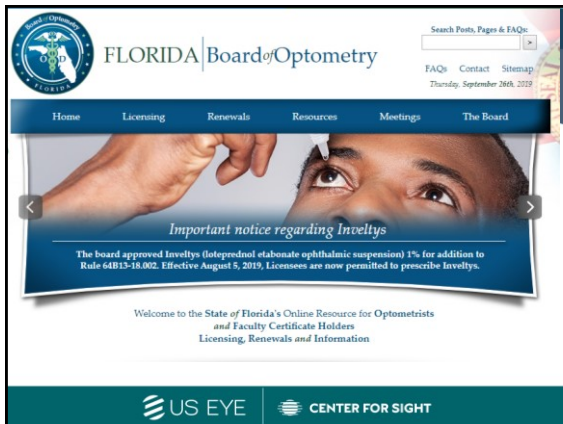 Board of Optometry
O D
FLORIDA
FLORIDA Board of Optometry
Search Posts, Pages & FAQs:
>
FAQs Contact Sitemap
Thursday, September 26th, 2019
Home Licensing Renewals Resources Meetings The Board
Important notice regarding Inveltys
The board approved Inveltys (loteprednol etabonate ophthalmic suspension) 1% for addition to
Rule 64B13-18.002. Effective August 5, 2019, Licensees are now permitted to prescribe Inveltys.
Welcome to the State of Florida's Online Resource for Optometrists
and Faculty Certificate Holders
Licensing, Renewals and Information
US EYE CENTER FOR SIGHT